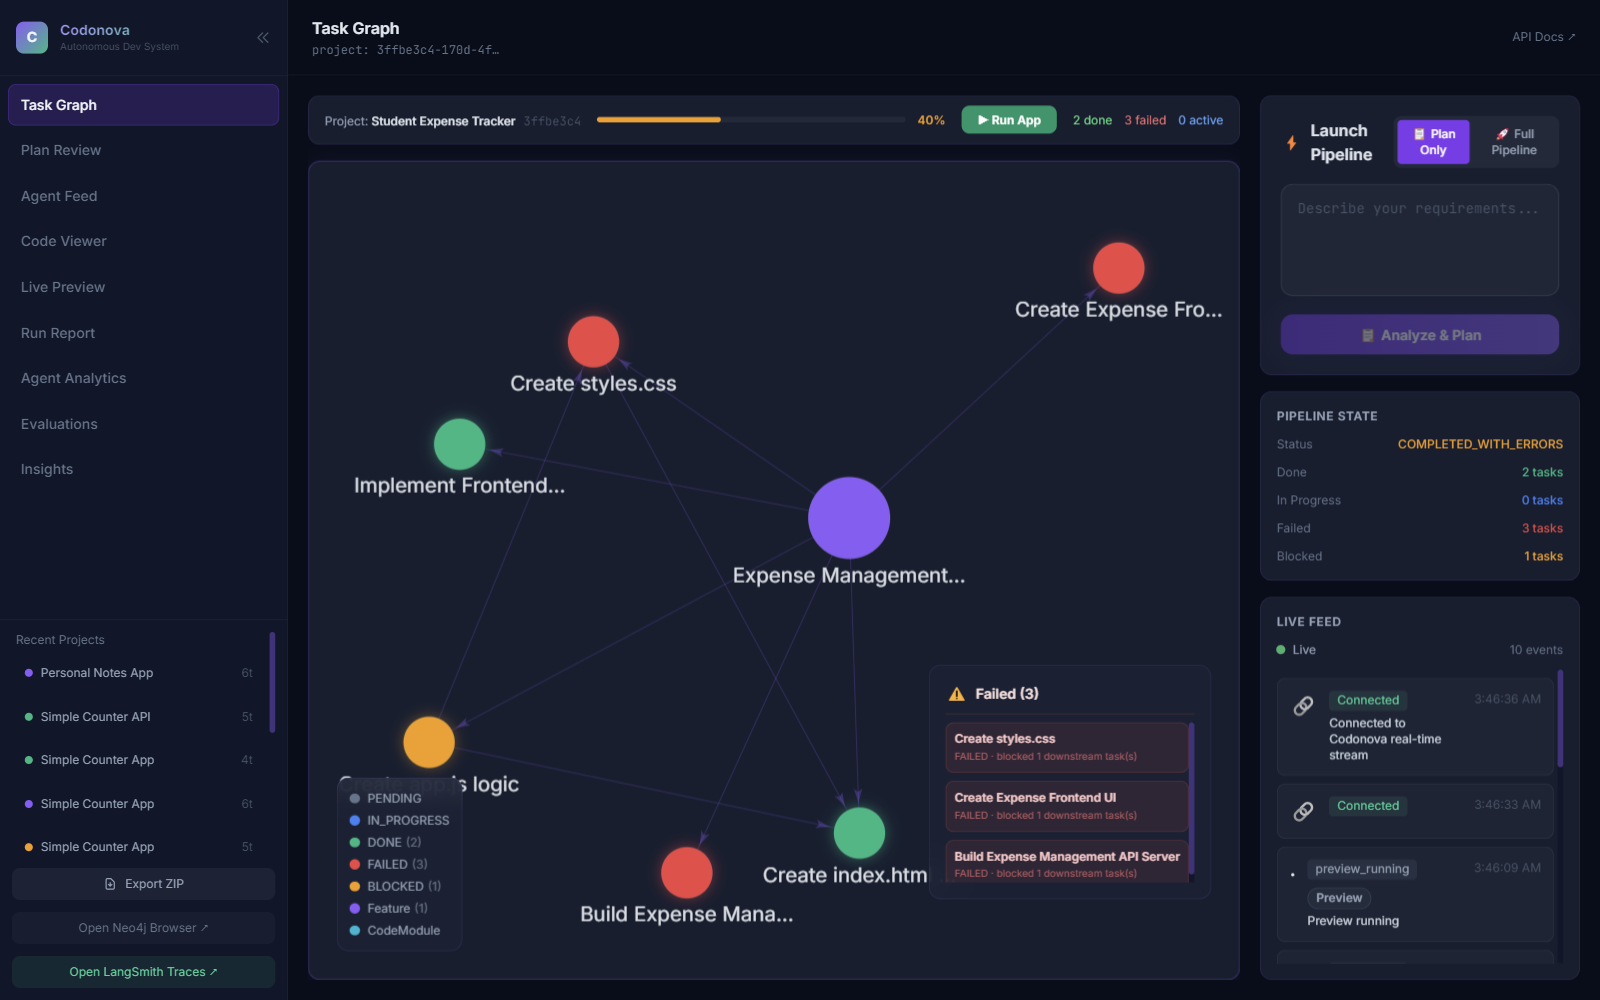 C
Codonova
Autonomous Dev System
Task Graph
Plan Review
Agent Feed
Code Viewer
Live Preview
Run Report
Agent Analytics
Evaluations
Insights
Recent Projects
Personal Notes App 6t
Simple Counter API 5t
Simple Counter App 4t
Simple Counter App 6t
Simple Counter App 5t
Export ZIP
Open Neo4j Browser ↗
Open LangSmith Traces ↗
Task Graph
project: 3ffbe3c4-170d-4f…
API Docs ↗
Project: Student Expense Tracker 3ffbe3c4 40% ▶ Run App 2 done 3 failed 0 active
Create Expense Fro...
Create styles.css
Implement Frontend...
Expense Management...
Create app.js logic
Create index.htm
Build Expense Mana...
PENDING
IN_PROGRESS
DONE (2)
FAILED (3)
BLOCKED (1)
Feature (1)
CodeModule
Failed (3)
Create styles.css
FAILED · blocked 1 downstream task(s)
Create Expense Frontend UI
FAILED · blocked 1 downstream task(s)
Build Expense Management API Server
FAILED · blocked 1 downstream task(s)
Launch
Pipeline
Plan
Only
Full
Pipeline
Describe your requirements...
Analyze & Plan
PIPELINE STATE
Status COMPLETED_WITH_ERRORS
Done 2 tasks
In Progress 0 tasks
Failed 3 tasks
Blocked 1 tasks
LIVE FEED
Live 10 events
Connected 3:46:36 AM
Connected to
Codonova real-time
stream
Connected 3:46:33 AM
preview_running 3:46:09 AM
Preview
Preview running